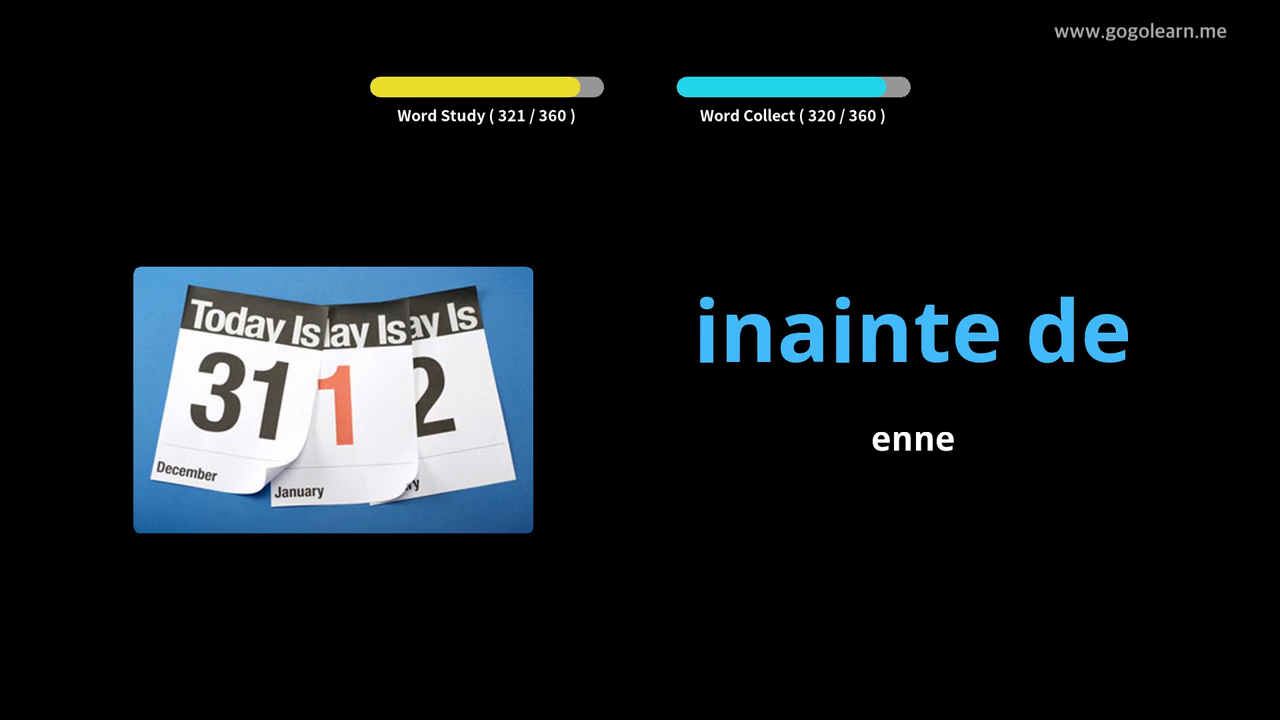 www.gogolearn.me
Word Study ( 321 / 360 )
Word Collect ( 320 / 360 )
Today Is
ay Is
ay Is
31
1
2
December
January
ry
inainte de
enne